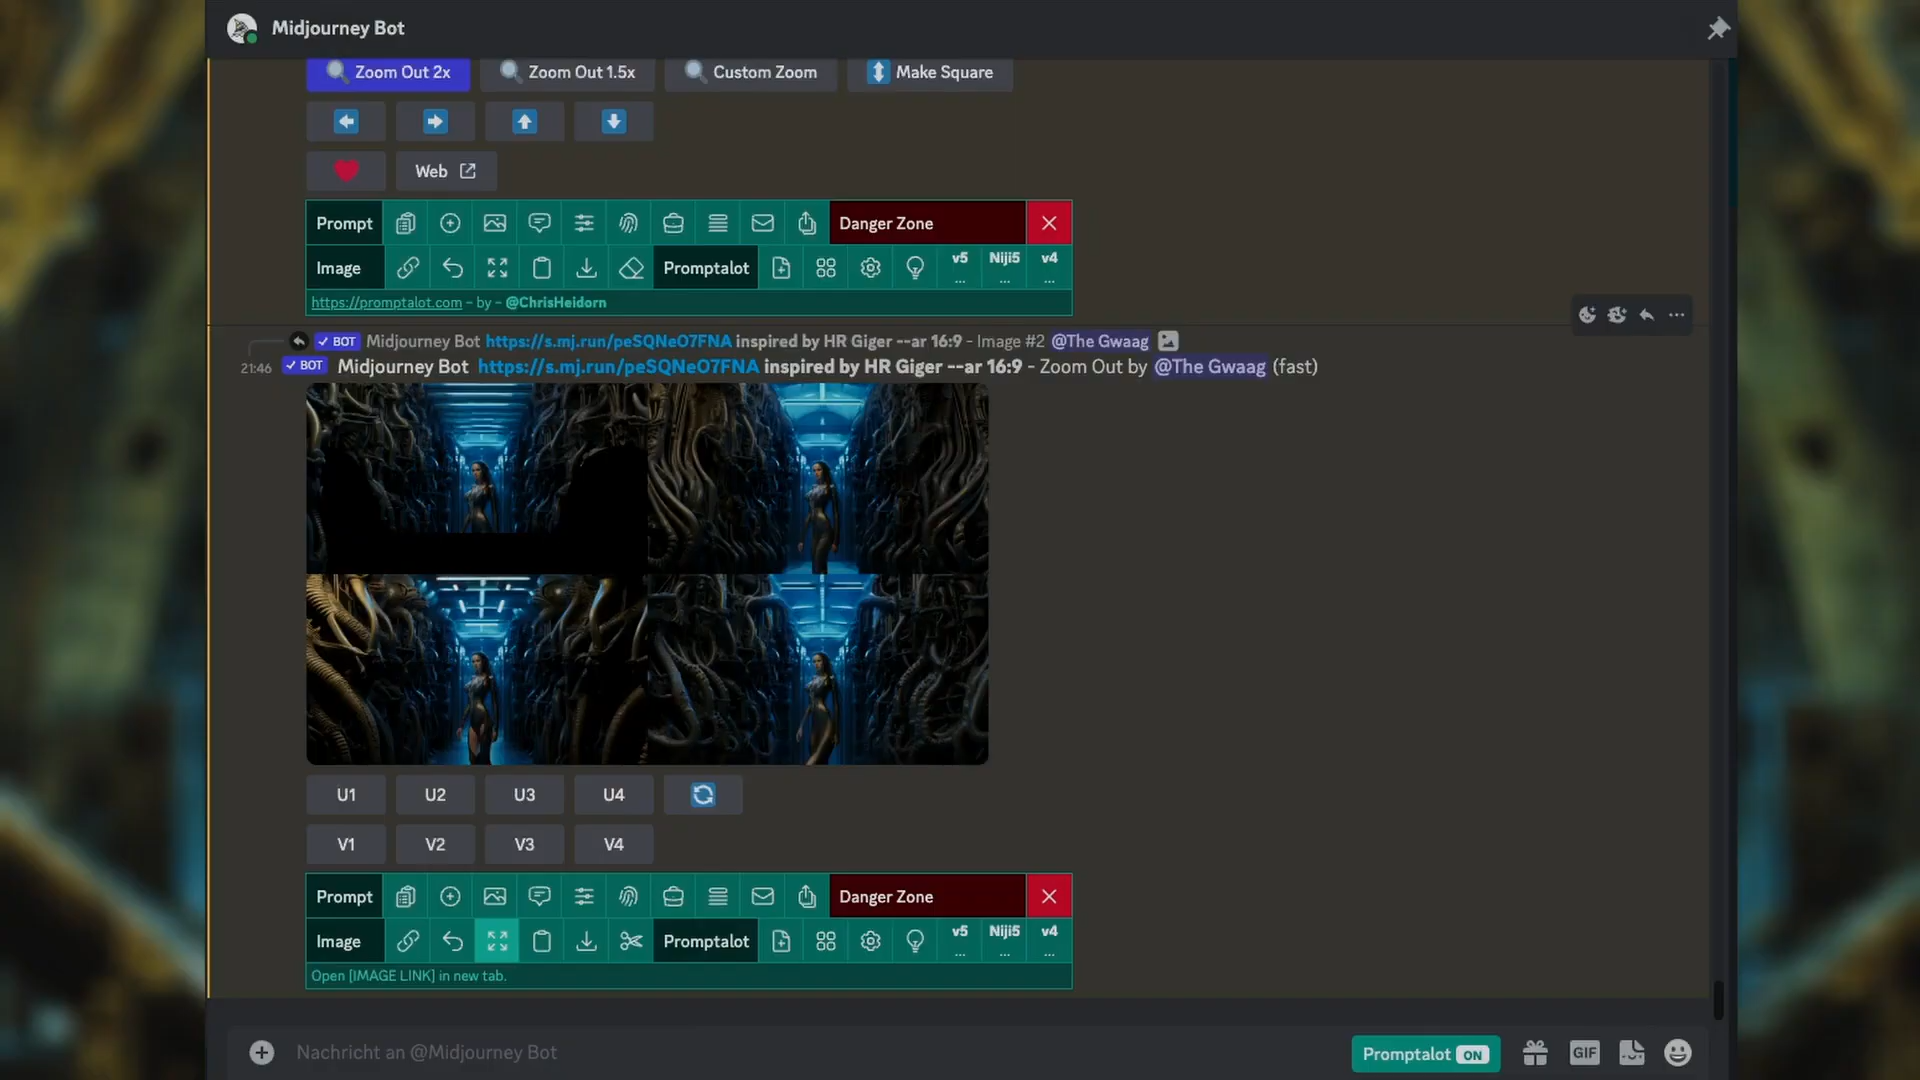 Midjourney Bot
Zoom Out 2x Zoom Out 1.5x Custom Zoom Make Square
Web
Prompt Danger Zone
Image Promptalot v5 ... Niji5 ... v4 ...
https://promptalot.com – by – @ChrisHeidorn
BOT Midjourney Bot https://s.mj.run/peSQNeO7FNA inspired by HR Giger --ar 16:9 - Image #2 @The Gwaag
21:46 BOT Midjourney Bot https://s.mj.run/peSQNeO7FNA inspired by HR Giger --ar 16:9 - Zoom Out by @The Gwaag (fast)
U1 U2 U3 U4
V1 V2 V3 V4
Prompt Danger Zone
Image Promptalot v5 ... Niji5 ... v4 ...
Open [IMAGE LINK] in new tab.
Nachricht an @Midjourney Bot Promptalot ON GIF